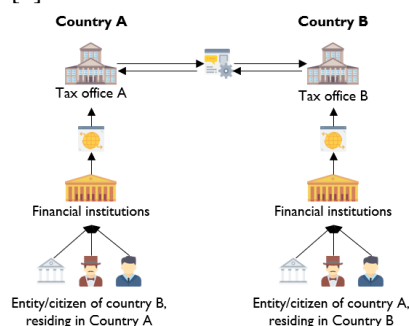 Country A
Country B
Tax office A
Tax office B
Financial institutions
Financial institutions
Entity/citizen of country B,
residing in Country A
Entity/citizen of country A,
residing in Country B